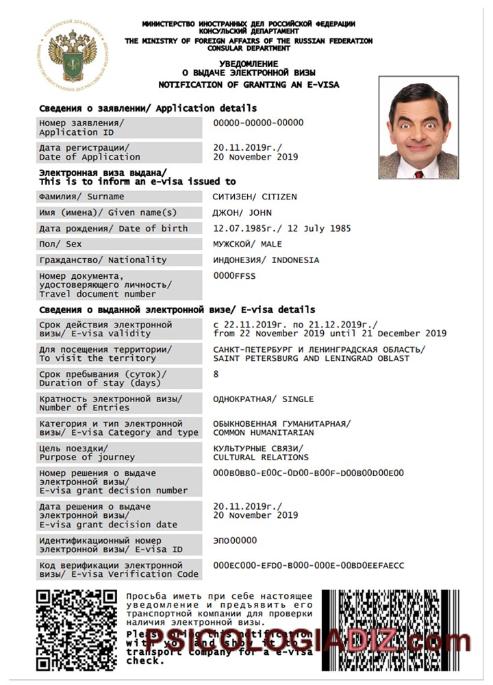 МИНИСТЕРСТВО ИНОСТРАННЫХ ДЕЛ РОССИЙСКОЙ ФЕДЕРАЦИИ
КОНСУЛЬСКИЙ ДЕПАРТАМЕНТ
THE MINISTRY OF FOREIGN AFFAIRS OF THE RUSSIAN FEDERATION
CONSULAR DEPARTMENT
УВЕДОМЛЕНИЕ
О ВЫДАЧЕ ЭЛЕКТРОННОЙ ВИЗЫ
NOTIFICATION OF GRANTING AN E-VISA
Сведения о заявлении/ Application details
Номер заявления/ 00000-00000-00000
Application ID
Дата регистрации/ 20.11.2019г./
Date of Application 20 November 2019
Электронная виза выдана/
This is to inform an e-visa issued to
Фамилия/ Surname СИТИЗЕН/ CITIZEN
Имя (имена)/ Given name(s) ДЖОН/ JOHN
Дата рождения/ Date of birth 12.07.1985г./ 12 July 1985
Пол/ Sex МУЖСКОЙ/ MALE
Гражданство/ Nationality ИНДОНЕЗИЯ/ INDONESIA
Номер документа, 0000FFSS
удостоверяющего личность/
Travel document number
Сведения о выданной электронной визе/ E-visa details
Срок действия электронной с 22.11.2019г. по 21.12.2019г./
визы/ E-visa validity from 22 November 2019 until 21 December 2019
Для посещения территории/ САНКТ-ПЕТЕРБУРГ И ЛЕНИНГРАДСКАЯ ОБЛАСТЬ/
To visit the territory SAINT PETERSBURG AND LENINGRAD OBLAST
Срок пребывания (суток)/ 8
Duration of stay (days)
Кратность электронной визы/ ОДНОКРАТНАЯ/ SINGLE
Number of Entries
Категория и тип электронной ОБЫКНОВЕННАЯ ГУМАНИТАРНАЯ/
визы/ E-visa Category and type COMMON HUMANITARIAN
Цель поездки/ КУЛЬТУРНЫЕ СВЯЗИ/
Purpose of journey CULTURAL RELATIONS
Номер решения о выдаче 000B0BB0-E00C-0D00-B00F-D00B00D00E00
электронной визы/
E-visa grant decision number
Дата решения о выдаче 20.11.2019г./
электронной визы/ 20 November 2019
E-visa grant decision date
Идентификационный номер ЭПО00000
электронной визы/ E-visa ID
Код верификации электронной 000EC000-EFD0-B000-000E-00BD0EEFAECC
визы/ E-visa Verification Code
Просьба иметь при себе настоящее
уведомление и предъявить его
транспортной компании для проверки
наличия электронной визы.
Please bring this notification
with you and show it to a
transport company for a e-visa
check.
PSICOLOGIADIZ.com